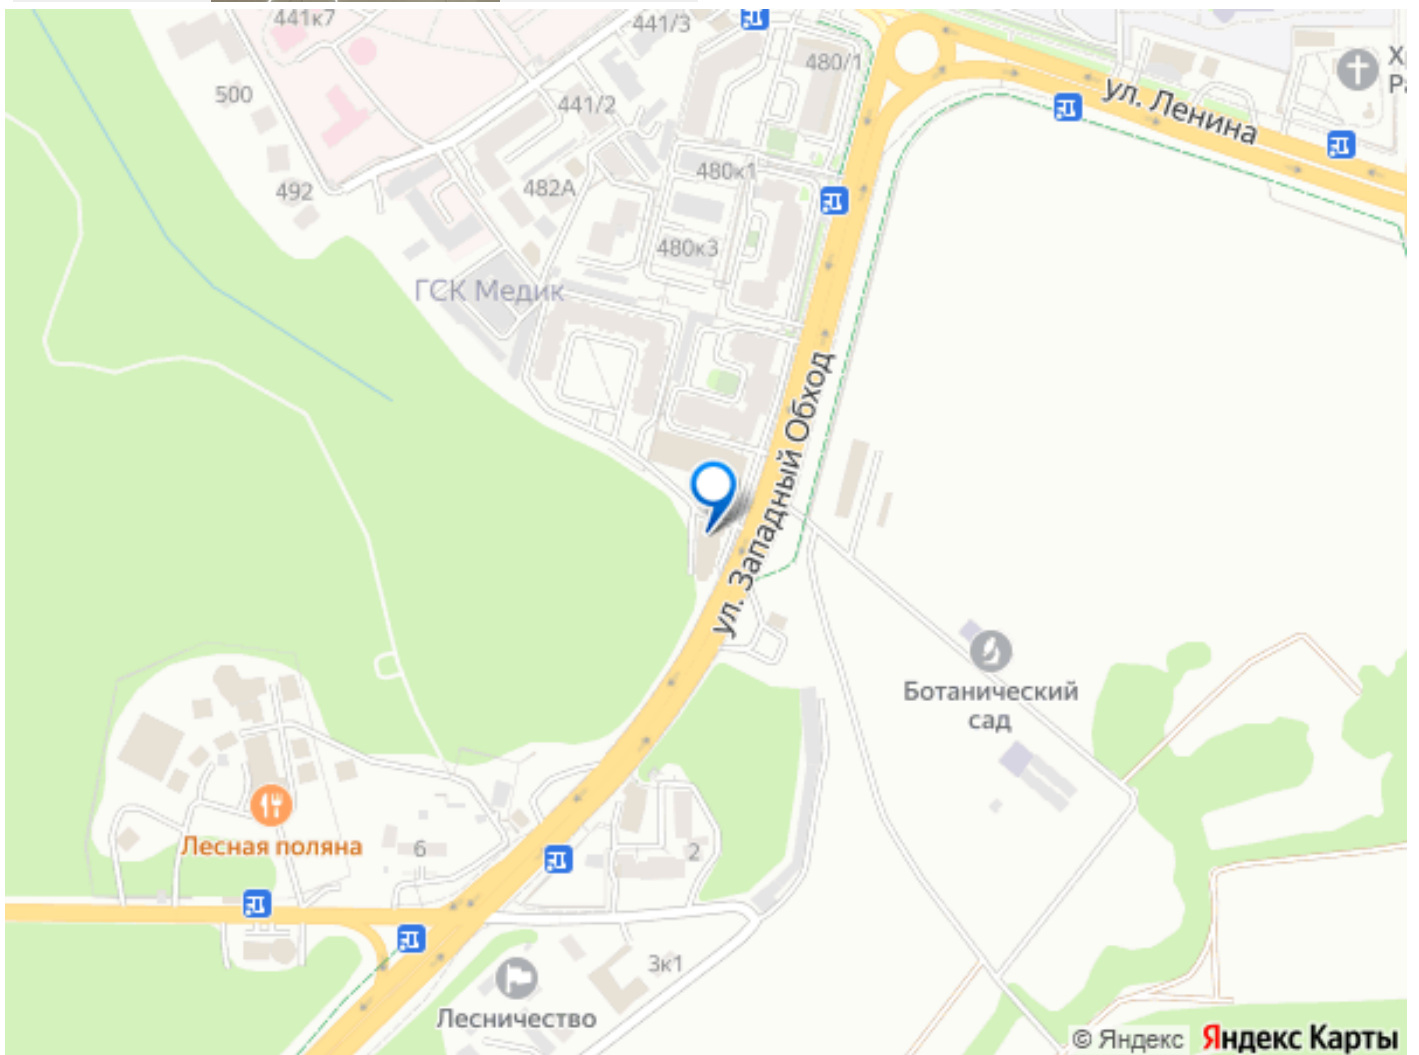 441к7
441/3
480/1
Х
Ра
500
441/2
ул. Ленина
492
482А
480к1
480к3
ГСК Медик
ул. Западный Обход
Ботанический
сад
Лесная поляна
6
2
3к1
Лесничество
© Яндекс Яндекс Карты